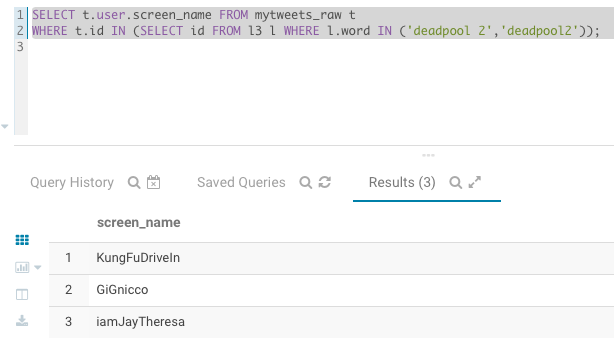 1 SELECT t.user.screen_name FROM mytweets_raw t
2 WHERE t.id IN (SELECT id FROM l3 l WHERE l.word IN ('deadpool 2','deadpool2'));
3
Query History Saved Queries Results (3)
screen_name
1 KungFuDriveIn
2 GiGnicco
3 iamJayTheresa